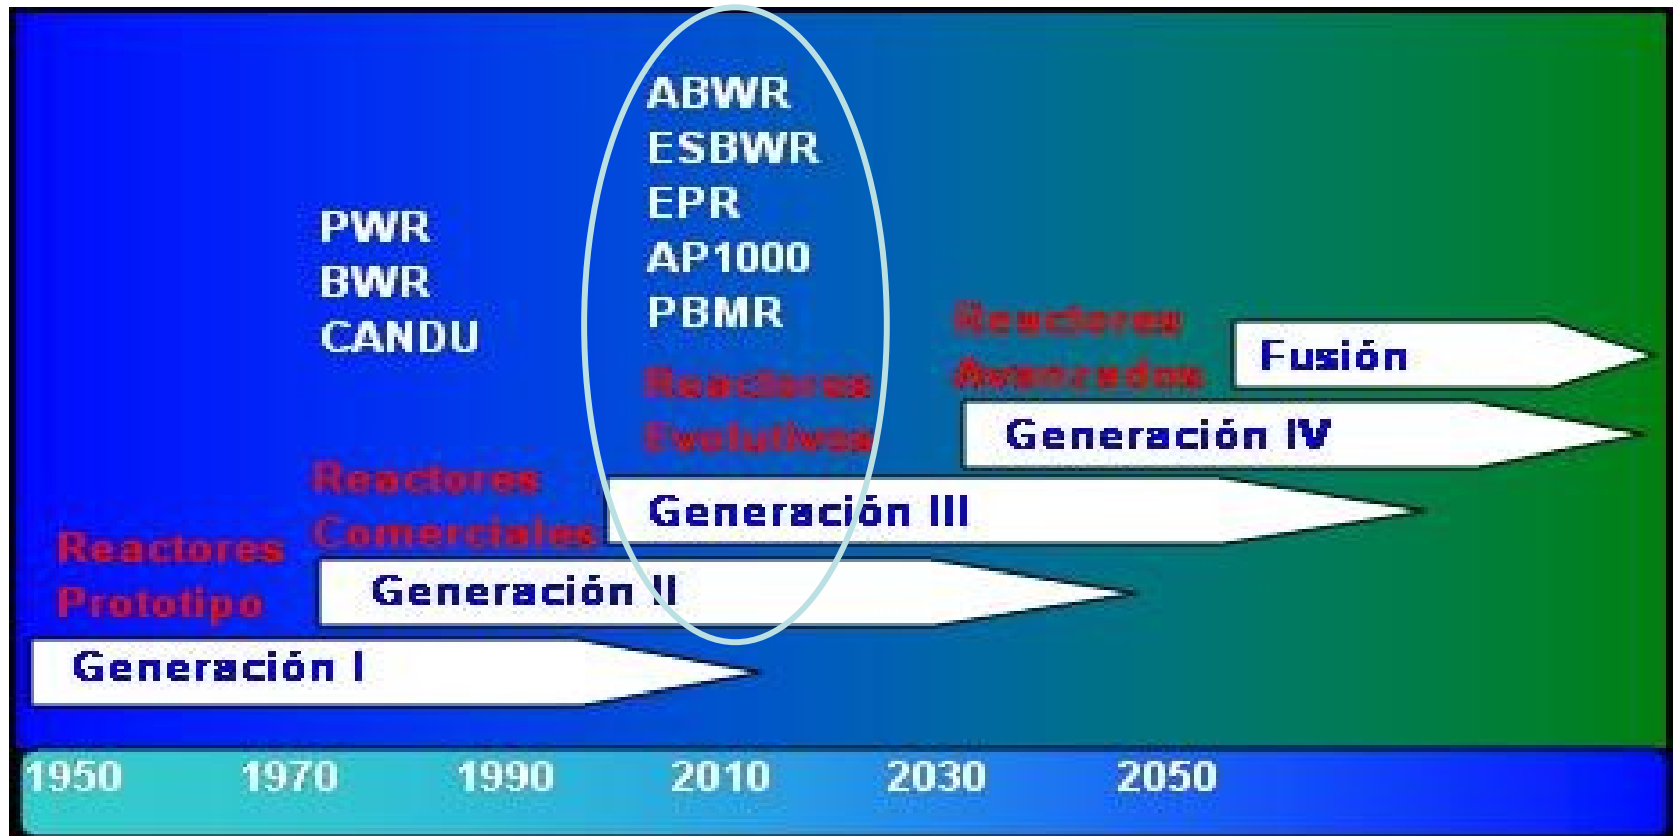 ABWR
ESBWR
EPR
AP1000
PBMR
PWR
BWR
CANDU
Reactores
Avanzados
Fusión
Reactores
Evolutivos
Generación IV
Reactores
Comerciales
Generación III
Reactores
Prototipo
Generación II
Generación I
1950 1970 1990 2010 2030 2050